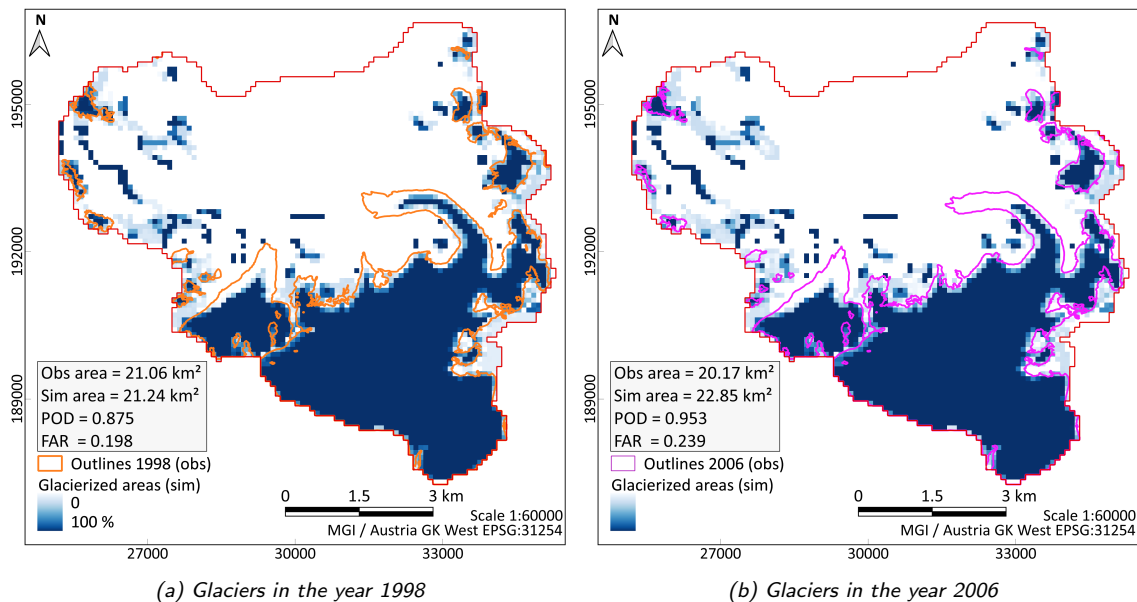 N
195000
192000
189000
Obs area = 21.06 km²
Sim area = 21.24 km²
POD = 0.875
FAR = 0.198
Outlines 1998 (obs)
Glacierized areas (sim)
0
100 %
0 1.5 3 km
Scale 1:60000
MGI / Austria GK West EPSG:31254
27000 30000 33000
(a) Glaciers in the year 1998
N
195000
192000
189000
Obs area = 20.17 km²
Sim area = 22.85 km²
POD = 0.953
FAR = 0.239
Outlines 2006 (obs)
Glacierized areas (sim)
0
100 %
0 1.5 3 km
Scale 1:60000
MGI / Austria GK West EPSG:31254
27000 30000 33000
(b) Glaciers in the year 2006